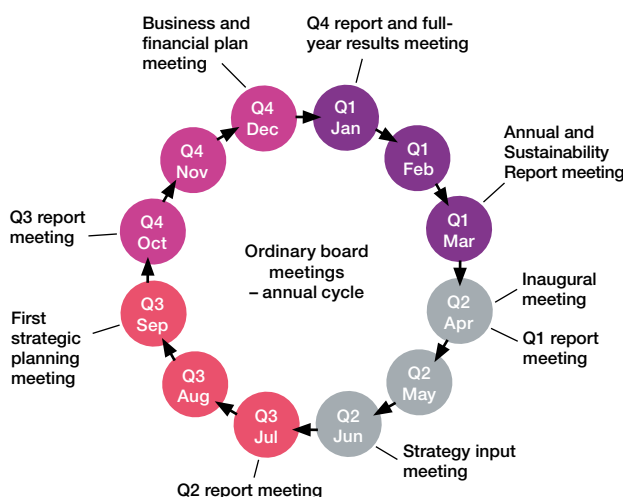 Business and
financial plan
meeting
Q4 report and full-
year results meeting
Q4
Dec
Q1
Jan
Q4
Nov
Q1
Feb
Annual and
Sustainability
Report meeting
Q3 report
meeting
Q4
Oct
Q1
Mar
Ordinary board
meetings
– annual cycle
First
strategic
planning
meeting
Q3
Sep
Q2
Apr
Inaugural
meeting
Q1 report
meeting
Q3
Aug
Q2
May
Q3
Jul
Q2
Jun
Strategy input
meeting
Q2 report meeting